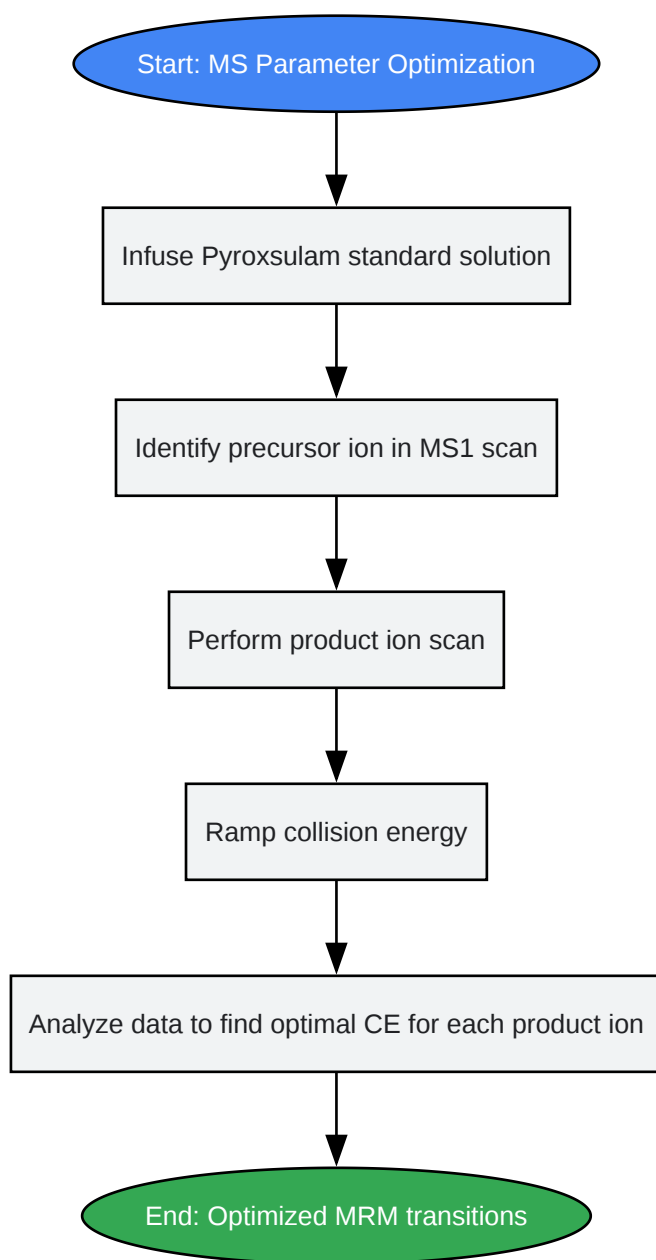 Start: MS Parameter Optimization
Infuse Pyroxsulam standard solution
Identify precursor ion in MS1 scan
Perform product ion scan
Ramp collision energy
Analyze data to find optimal CE for each product ion
End: Optimized MRM transitions